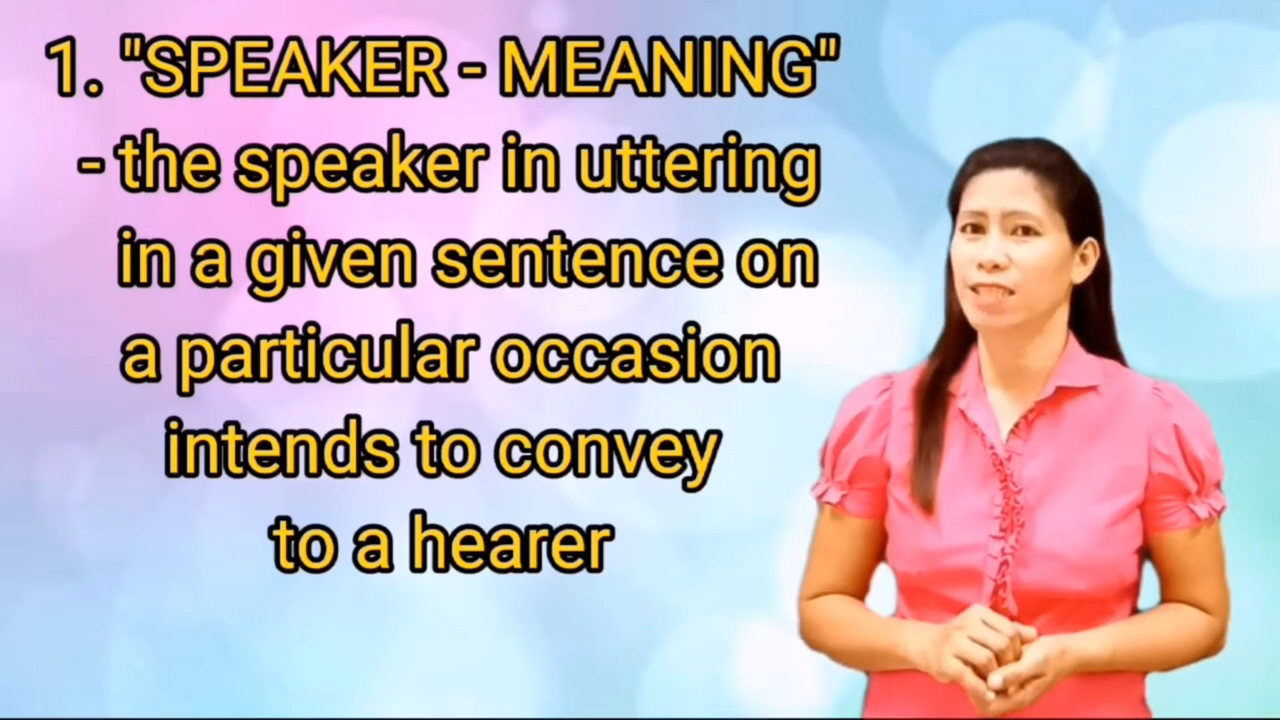 1. "SPEAKER - MEANING"
- the speaker in uttering
in a given sentence on
a particular occasion
intends to convey
to a hearer